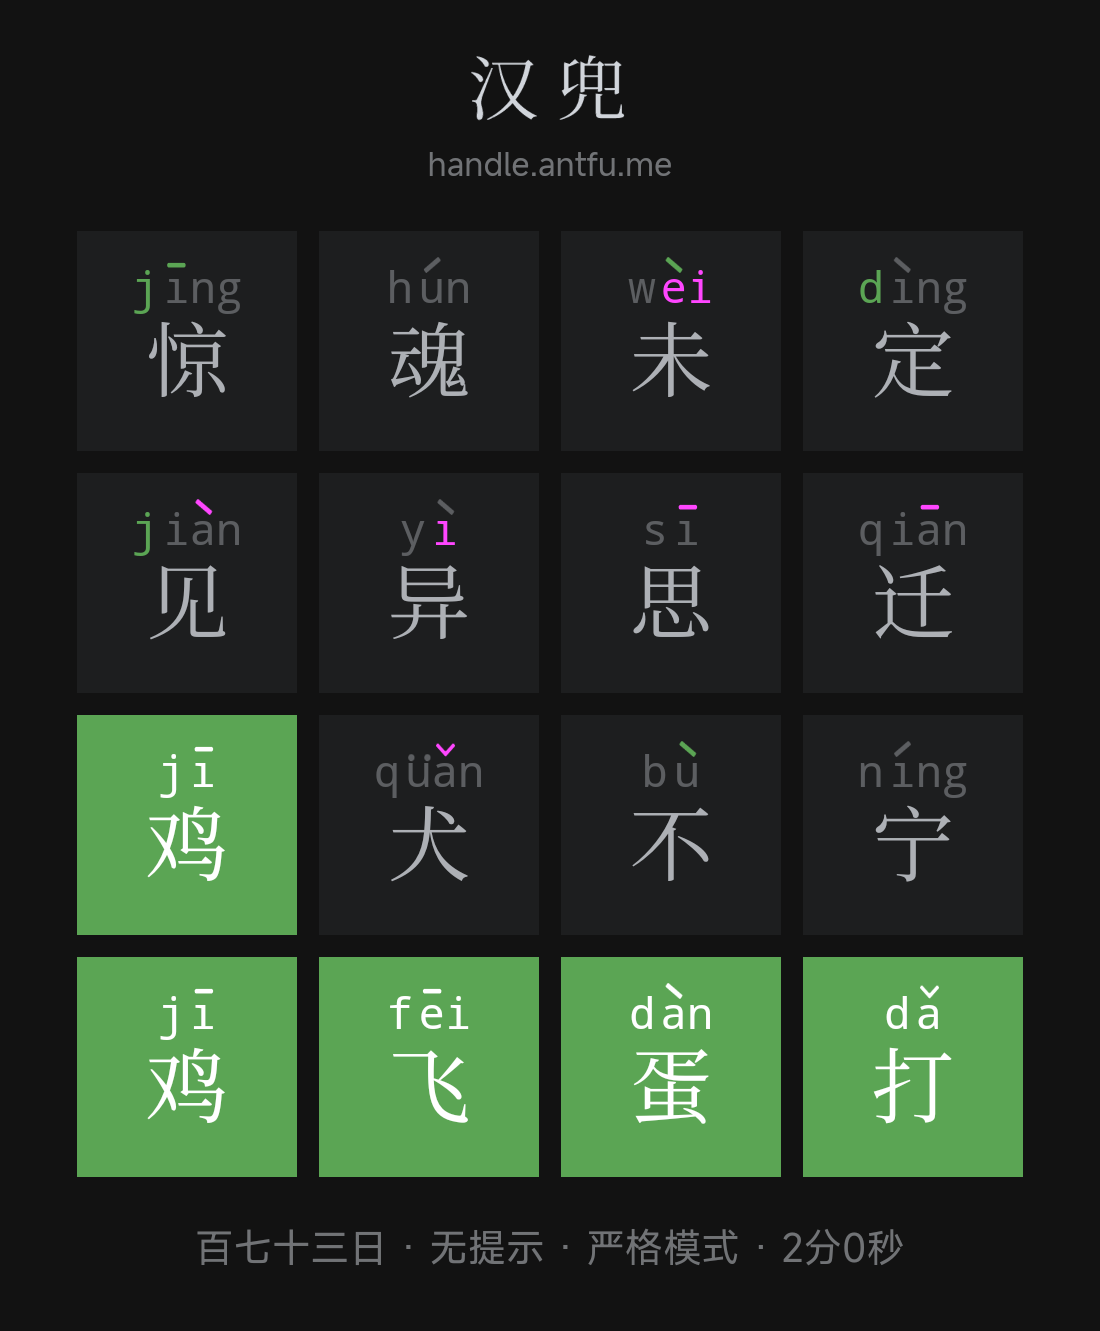 汉兜
handle.antfu.me
jīng hún wèi dìng
惊 魂 未 定
jiàn yì sī qiān
见 异 思 迁
jī qüǎn bù níng
鸡 犬 不 宁
jī fēi dàn dǎ
鸡 飞 蛋 打
百七十三日 · 无提示 · 严格模式 · 2分0秒